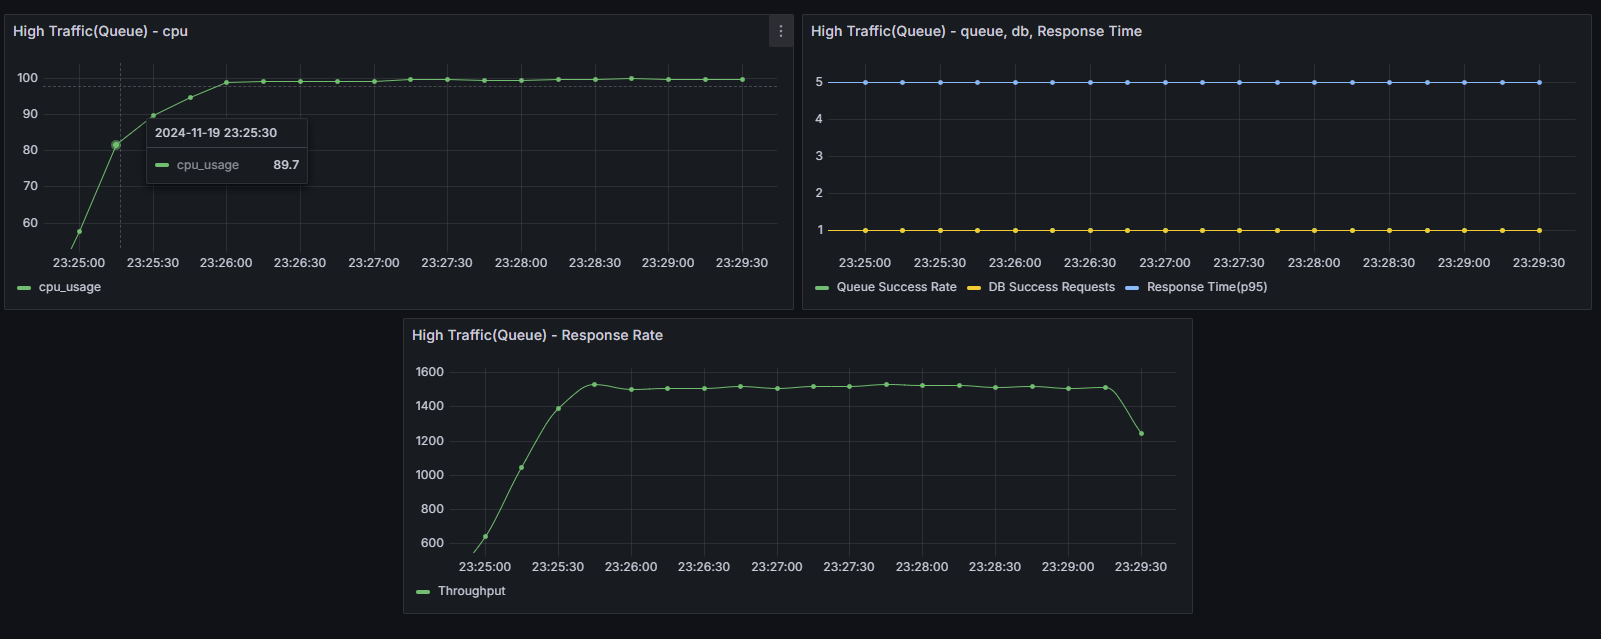 High Traffic(Queue) - cpu
100
90
80
70
60
2024-11-19 23:25:30
cpu_usage 89.7
23:25:00 23:25:30 23:26:00 23:26:30 23:27:00 23:27:30 23:28:00 23:28:30 23:29:00 23:29:30
cpu_usage
High Traffic(Queue) - queue, db, Response Time
5
4
3
2
1
23:25:00 23:25:30 23:26:00 23:26:30 23:27:00 23:27:30 23:28:00 23:28:30 23:29:00 23:29:30
Queue Success Rate DB Success Requests Response Time(p95)
High Traffic(Queue) - Response Rate
1600
1400
1200
1000
800
600
23:25:00 23:25:30 23:26:00 23:26:30 23:27:00 23:27:30 23:28:00 23:28:30 23:29:00 23:29:30
Throughput